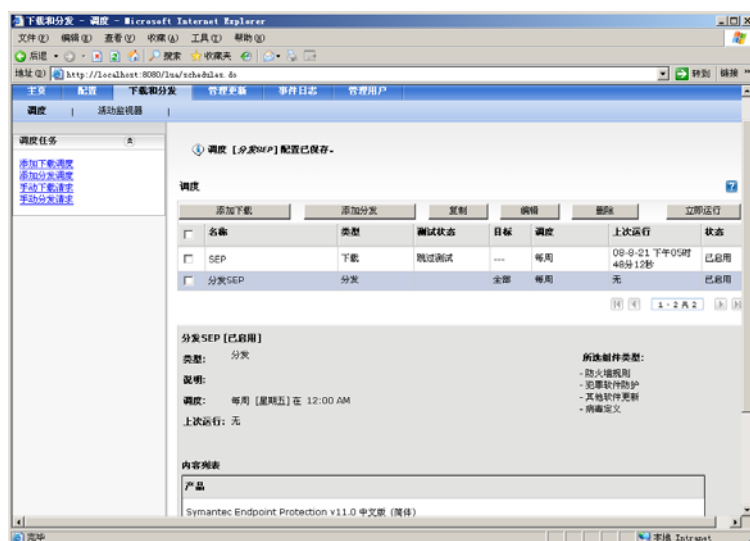 下载和分发 - 调度 - Microsoft Internet Explorer
文件(F) 编辑(E) 查看(V) 收藏(A) 工具(T) 帮助(H)
后退 搜索 收藏夹
地址(D) http://localhost:8080/lua/schedules.do 转到 链接 »
主页 配置 下载和分发 管理更新 事件日志 管理用户
调度 | 活动监视器 |
调度任务
添加下载调度
添加分发调度
手动下载请求
手动分发请求
调度 [分发SEP] 配置已保存。
调度
添加下载 添加分发 复制 编辑 删除 立即运行
名称 类型 测试状态 目标 调度 上次运行 状态
SEP 下载 跳过测试 --- 每周 08-8-21 下午05时48分12秒 已启用
分发SEP 分发 全部 每周 无 已启用
1 - 2 共 2
分发SEP [已启用]
类型: 分发
说明:
调度: 每周 [星期五] 在 12:00 AM
上次运行: 无
所选组件类型:
- 防火墙规则
- 犯罪软件防护
- 其他软件更新
- 病毒定义
内容列表
产品
Symantec Endpoint Protection v11.0 中文版 (简体)
完毕 本地 Intranet